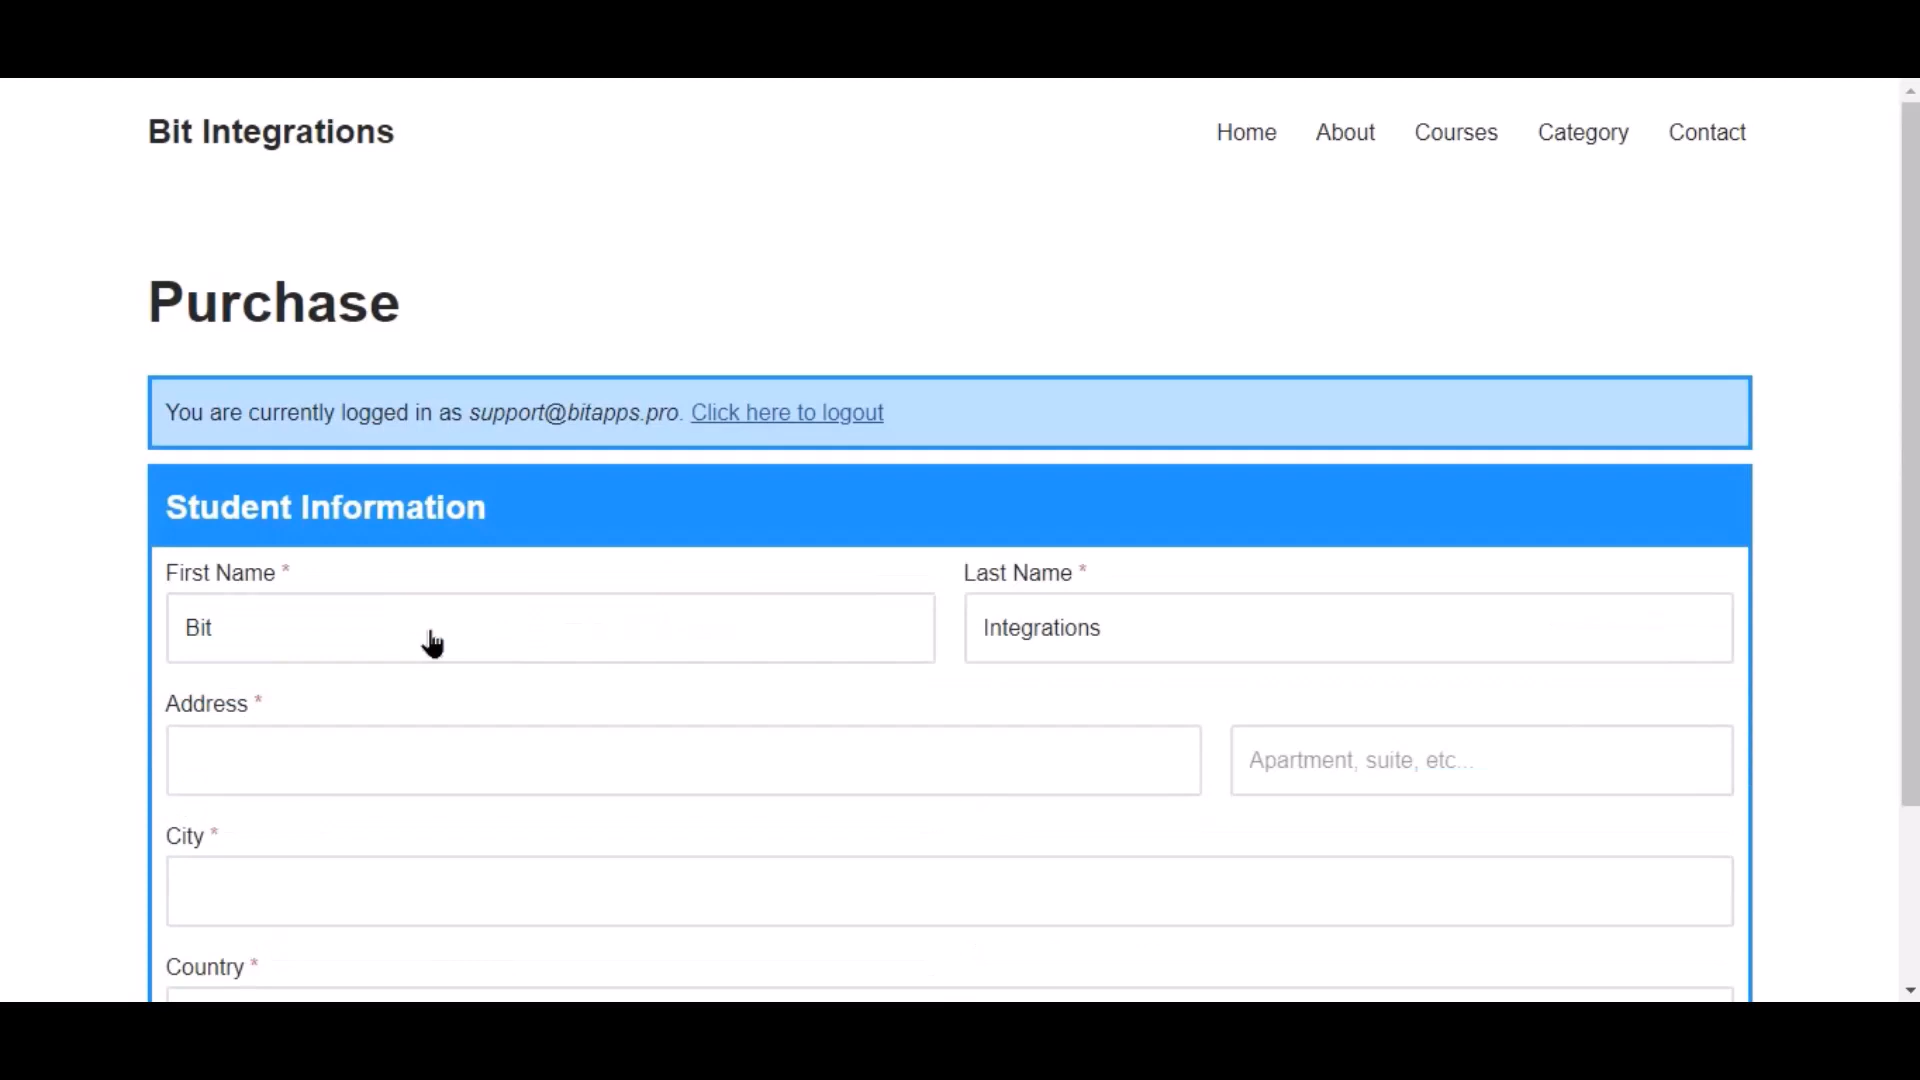 Bit Integrations
Home About Courses Category Contact
Purchase
You are currently logged in as support@bitapps.pro. Click here to logout
Student Information
First Name * Last Name *
Bit Integrations
Address *
Apartment, suite, etc...
City *
Country *